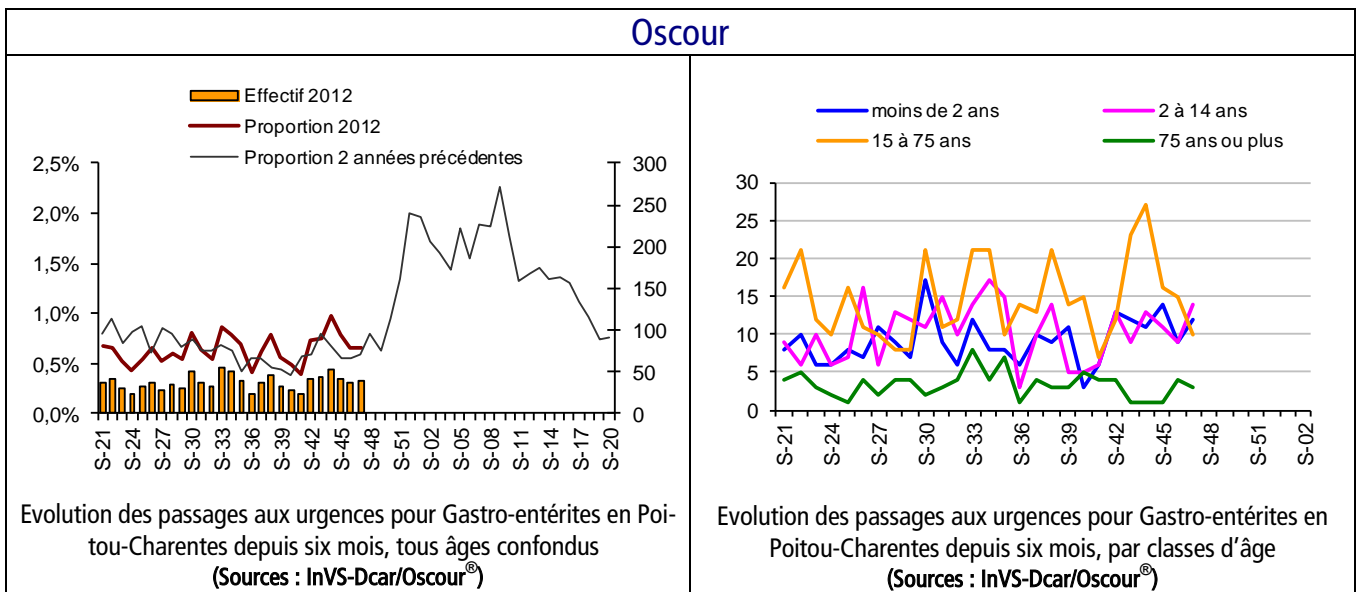 Oscour
Effectif 2012
Proportion 2012
Proportion 2 années précédentes
2,5%
2,0%
1,5%
1,0%
0,5%
0,0%
300
250
200
150
100
50
0
S-21
S-24
S-27
S-30
S-33
S-36
S-39
S-42
S-45
S-48
S-51
S-02
S-05
S-08
S-11
S-14
S-17
S-20
Evolution des passages aux urgences pour Gastro-entérites en Poi-
tou-Charentes depuis six mois, tous âges confondus
(Sources : InVS-Dcar/Oscour®)
moins de 2 ans
2 à 14 ans
15 à 75 ans
75 ans ou plus
30
25
20
15
10
5
0
S-21
S-24
S-27
S-30
S-33
S-36
S-39
S-42
S-45
S-48
S-51
S-02
Evolution des passages aux urgences pour Gastro-entérites en
Poitou-Charentes depuis six mois, par classes d’âge
(Sources : InVS-Dcar/Oscour®)